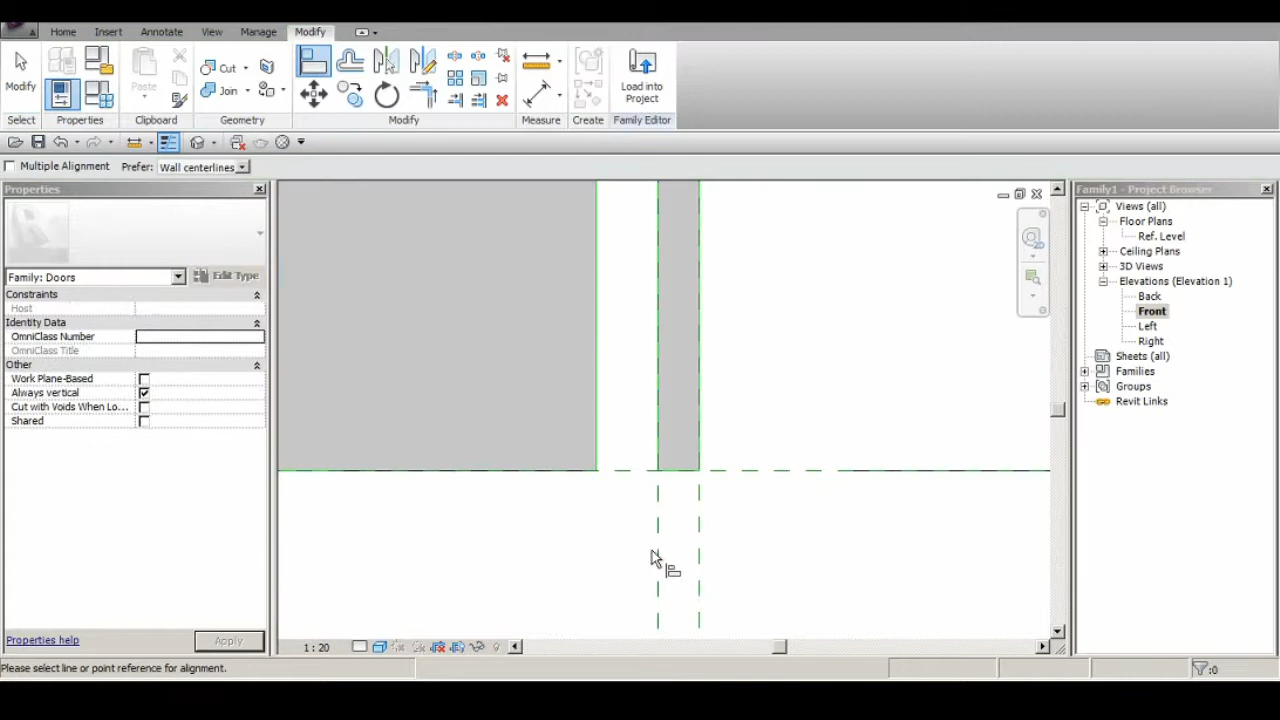 Home Insert Annotate View Manage Modify
Modify
Paste
Cut
Join
Load into
Project
Select Properties Clipboard Geometry Modify Measure Create Family Editor
Multiple Alignment Prefer: Wall centerlines
Properties
Family: Doors Edit Type
Constraints
Host
Identity Data
OmniClass Number
OmniClass Title
Other
Work Plane-Based
Always vertical
Cut with Voids When Lo...
Shared
Properties help Apply
1 : 20
Family1 - Project Browser
Views (all)
Floor Plans
Ref. Level
Ceiling Plans
3D Views
Elevations (Elevation 1)
Back
Front
Left
Right
Sheets (all)
Families
Groups
Revit Links
Please select line or point reference for alignment.
:0